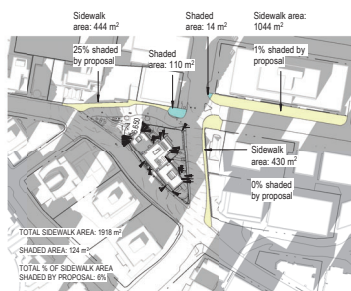 Sidewalk
area: 444 m²
Shaded
area: 14 m²
Sidewalk area:
1044 m²
25% shaded
by proposal
Shaded
area: 110 m²
1% shaded by
proposal
Sidewalk
area: 430 m²
0% shaded
by proposal
TOTAL SIDEWALK AREA: 1918 m²
SHADED AREA: 124 m²
TOTAL % OF SIDEWALK AREA
SHADED BY PROPOSAL: 6%